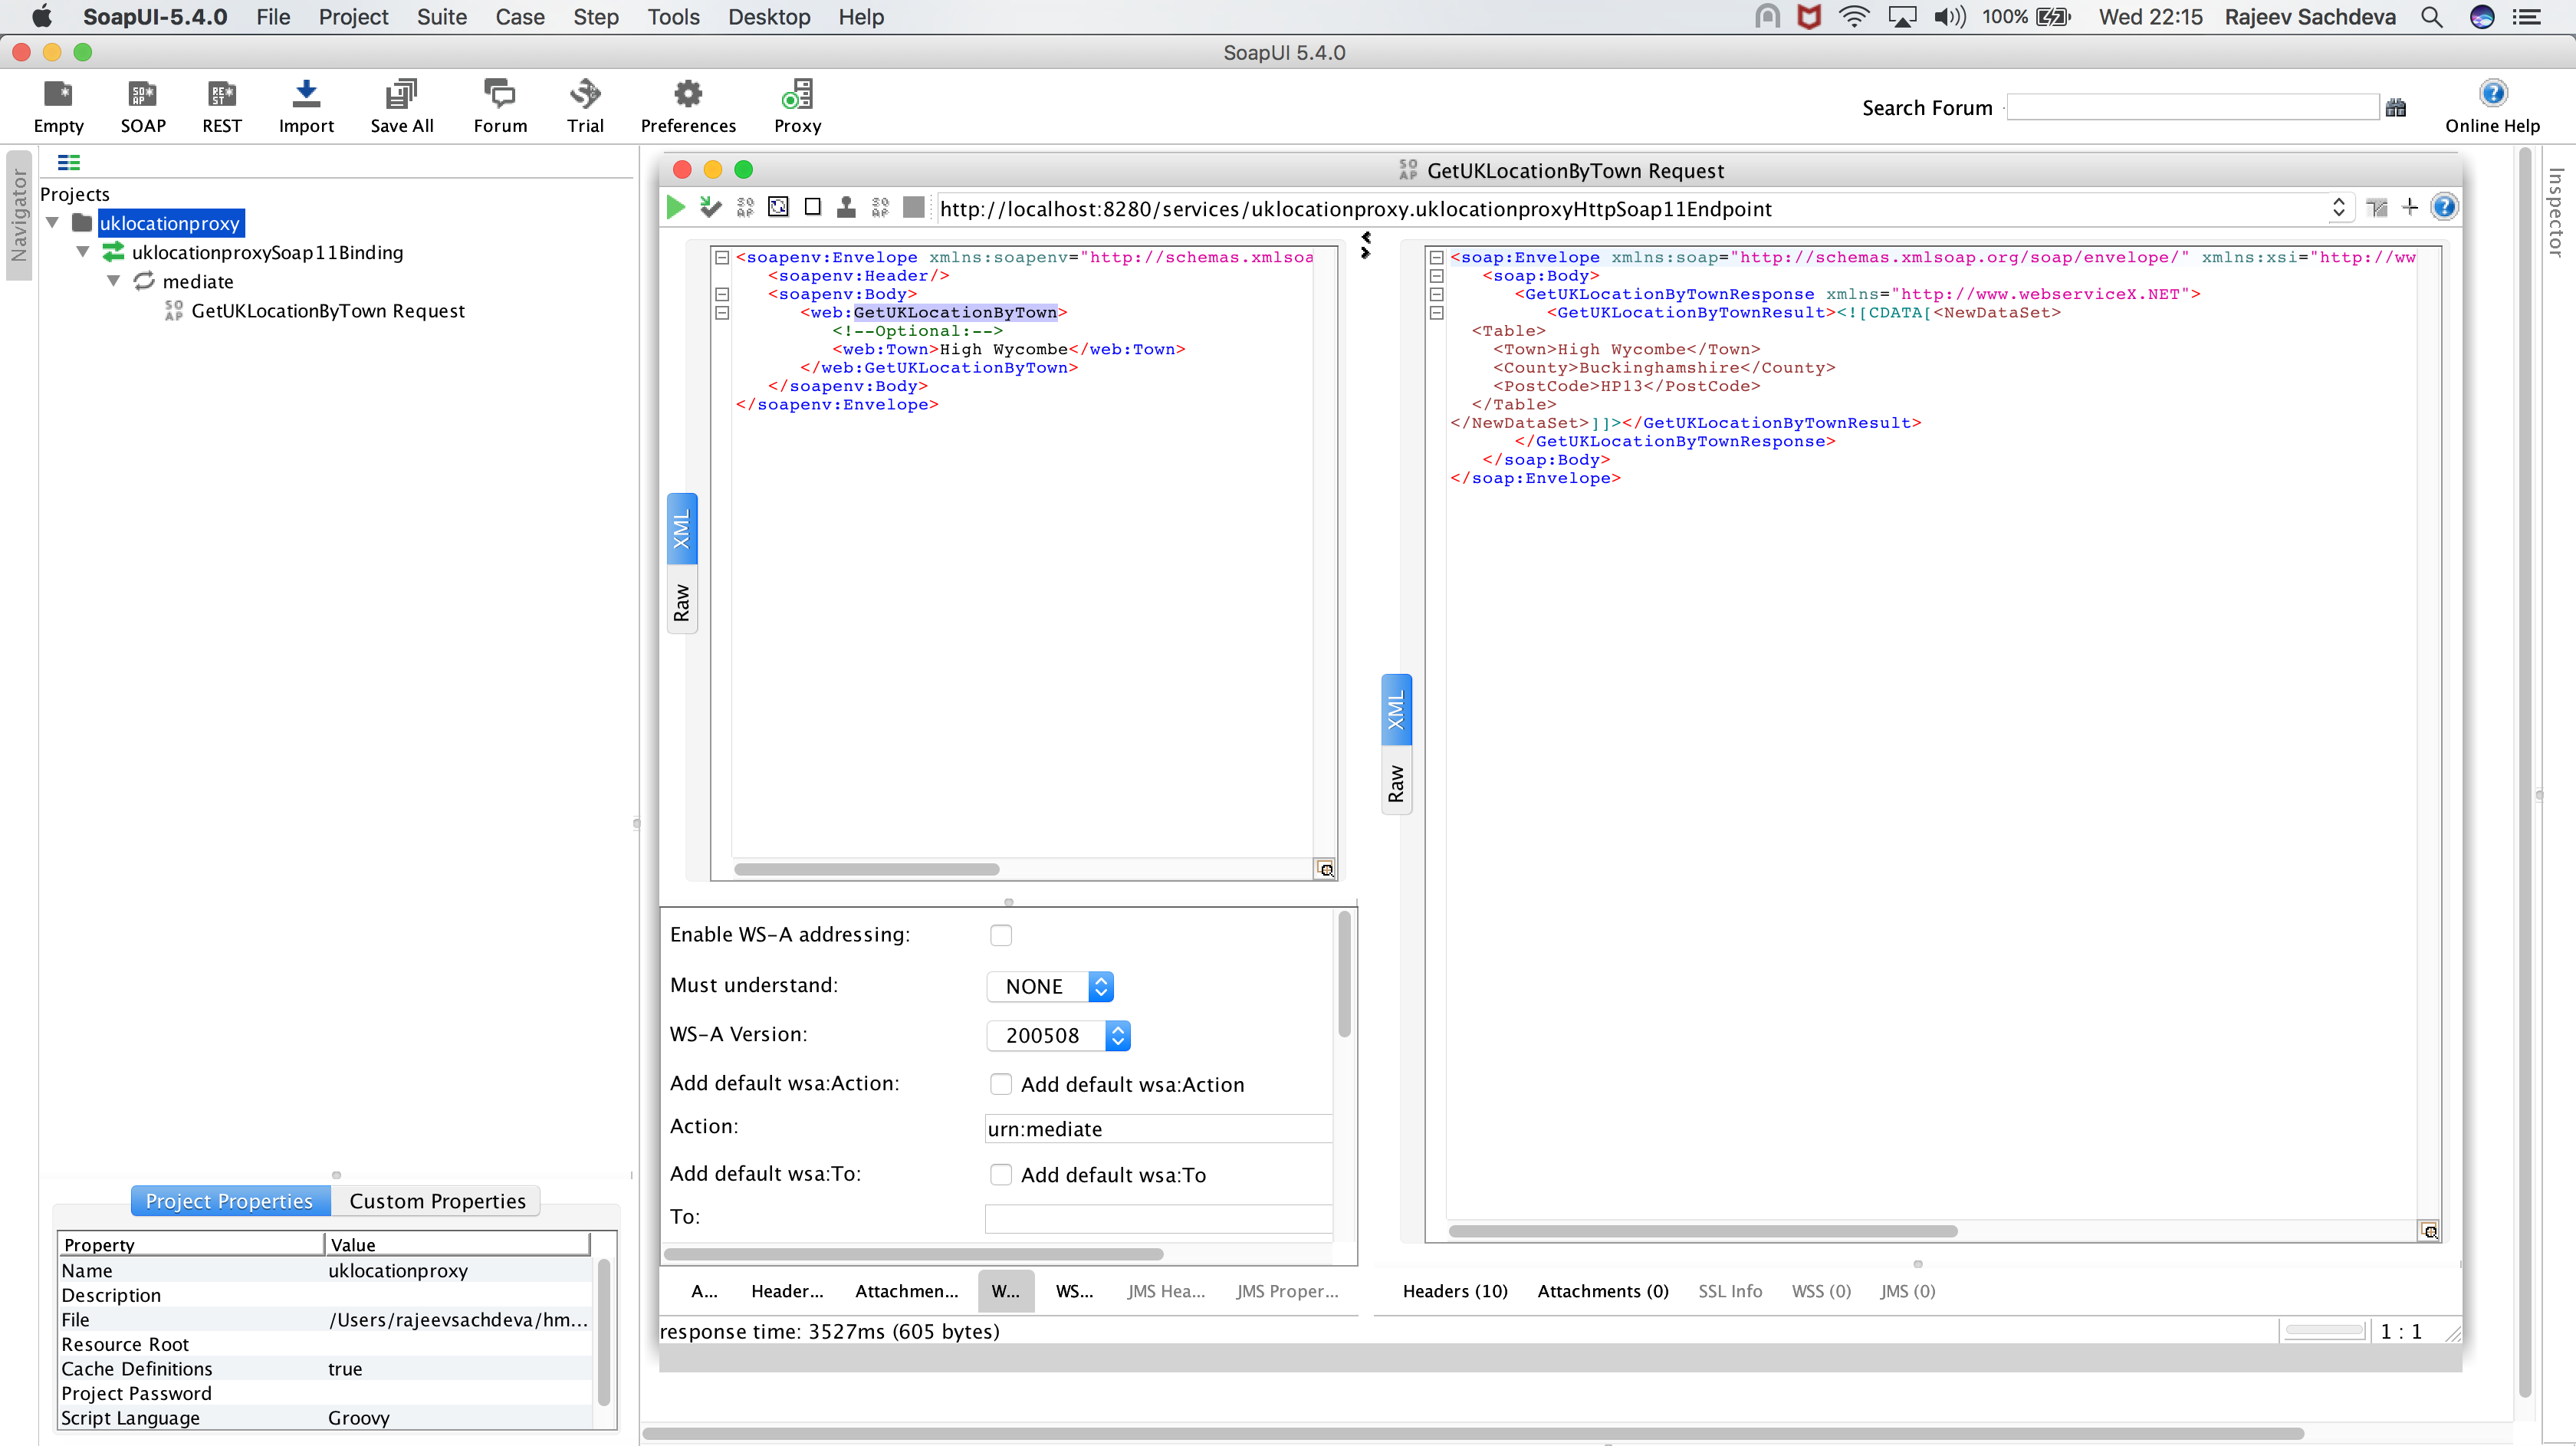 SoapUI-5.4.0 File Project Suite Case Step Tools Desktop Help 100% Wed 22:15 Rajeev Sachdeva
SoapUI 5.4.0
Empty SOAP REST Import Save All Forum Trial Preferences Proxy Search Forum Online Help
Navigator
Projects
uklocationproxy
uklocationproxySoap11Binding
mediate
SO AP GetUKLocationByTown Request
Project Properties Custom Properties
Property Value
Name uklocationproxy
Description
File /Users/rajeevsachdeva/hm...
Resource Root
Cache Definitions true
Project Password
Script Language Groovy
SO AP GetUKLocationByTown Request
http://localhost:8280/services/uklocationproxy.uklocationproxyHttpSoap11Endpoint
XML
Raw
<soapenv:Envelope xmlns:soapenv="http://schemas.xmlsoa
<soapenv:Header/>
<soapenv:Body>
<web:GetUKLocationByTown>
<!--Optional:-->
<web:Town>High Wycombe</web:Town>
</web:GetUKLocationByTown>
</soapenv:Body>
</soapenv:Envelope>
Enable WS-A addressing:
Must understand: NONE
WS-A Version: 200508
Add default wsa:Action: Add default wsa:Action
Action: urn:mediate
Add default wsa:To: Add default wsa:To
To:
A... Header... Attachmen... W... WS... JMS Hea... JMS Proper...
XML
Raw
<soap:Envelope xmlns:soap="http://schemas.xmlsoap.org/soap/envelope/" xmlns:xsi="http://ww
<soap:Body>
<GetUKLocationByTownResponse xmlns="http://www.webserviceX.NET">
<GetUKLocationByTownResult><![CDATA[<NewDataSet>
<Table>
<Town>High Wycombe</Town>
<County>Buckinghamshire</County>
<PostCode>HP13</PostCode>
</Table>
</NewDataSet>]]></GetUKLocationByTownResult>
</GetUKLocationByTownResponse>
</soap:Body>
</soap:Envelope>
Headers (10) Attachments (0) SSL Info WSS (0) JMS (0)
response time: 3527ms (605 bytes)
1 : 1
Inspector